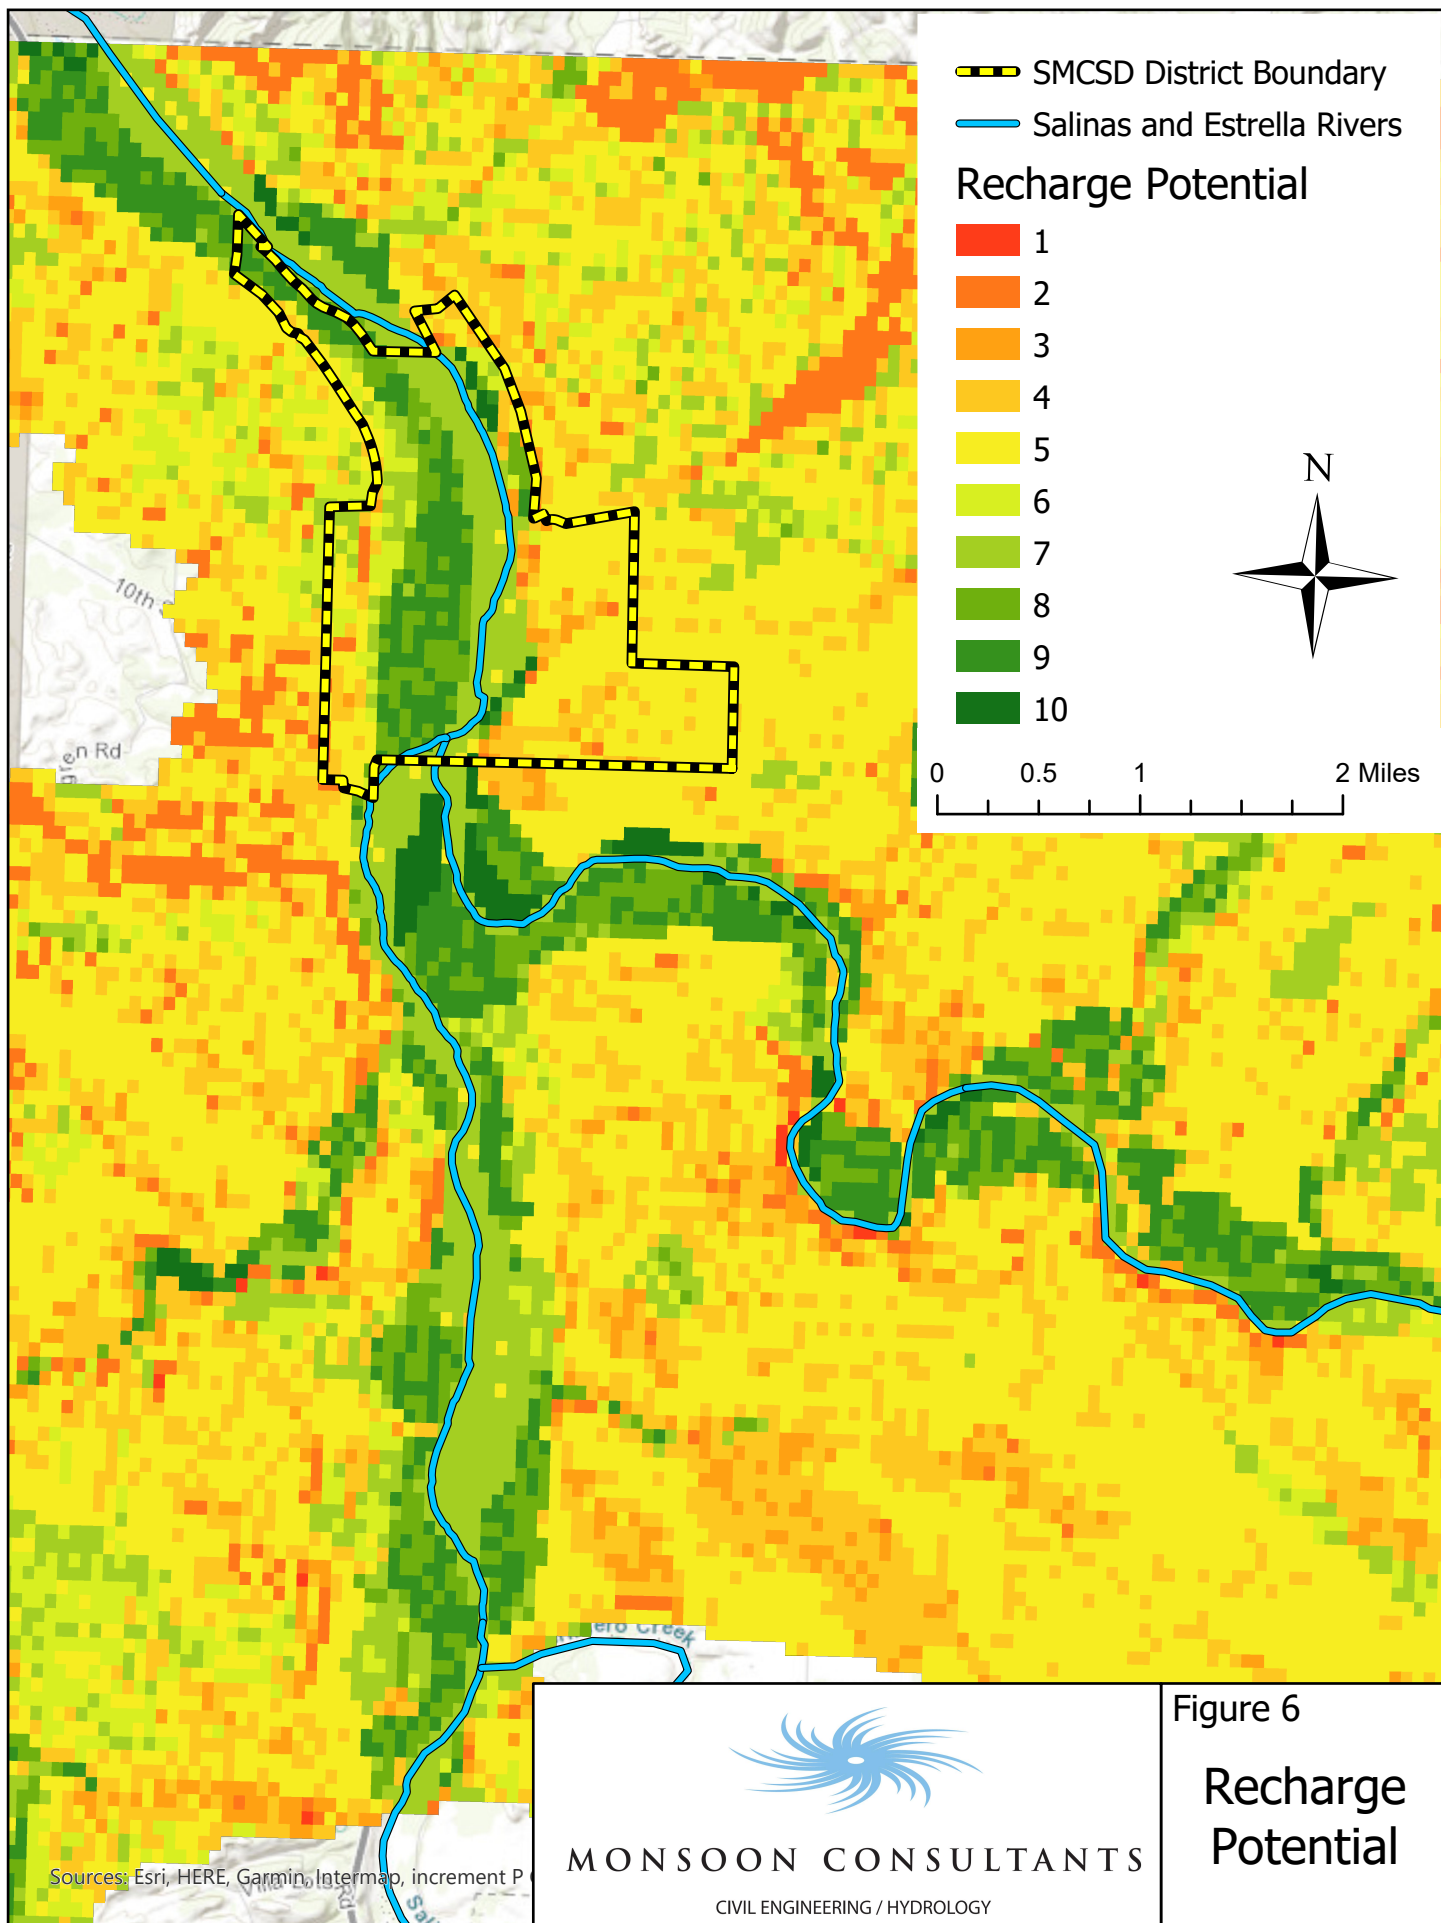 SMCSD District Boundary
Salinas and Estrella Rivers
Recharge Potential
1
2
3
4
5
6
7
8
9
10
N
0 0.5 1 2 Miles
10th
Rd
Creek
Sources: Esri, HERE, Garmin, Intermap, increment P
Rd
MONSOON CONSULTANTS
CIVIL ENGINEERING / HYDROLOGY
Figure 6
Recharge
Potential